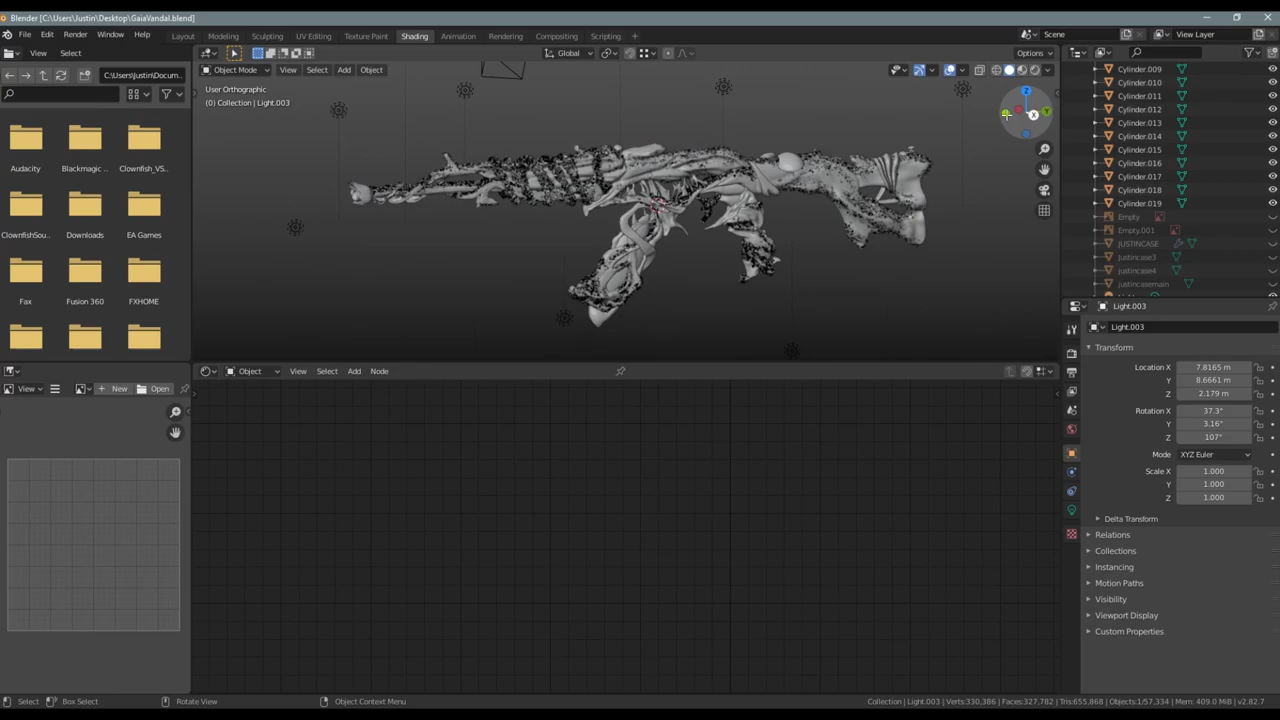 Blender [C:\Users\Justin\Desktop\GaiaVandal.blend]
File Edit Render Window Help Layout Modeling Sculpting UV Editing Texture Paint Shading Animation Rendering Compositing Scripting Scene View Layer
View Select Global Options
C:\Users\Justin\Docum... Object Mode View Select Add Object
User Orthographic
(0) Collection | Light.003
Z
Y
X
Audacity Blackmagic ... Clownfish_VS...
ClownfishSou... Downloads EA Games
Fax Fusion 360 FXHOME
Cylinder.009
Cylinder.010
Cylinder.011
Cylinder.012
Cylinder.013
Cylinder.014
Cylinder.015
Cylinder.016
Cylinder.017
Cylinder.018
Cylinder.019
Empty
Empty.001
JUSTINCASE
justincase3
justincase4
justincasemain
Light.003
Light.003
Transform
Location X 7.8165 m
Y 8.6661 m
Z 2.179 m
Rotation X 37.3°
Y 3.16°
Z 107°
Mode XYZ Euler
Scale X 1.000
Y 1.000
Z 1.000
Delta Transform
Relations
Collections
Instancing
Motion Paths
Visibility
Viewport Display
Custom Properties
View New Open
Object View Select Add Node
Select Box Select Rotate View Object Context Menu Collection | Light.003 | Verts:330,386 | Faces:327,782 | Tris:655,868 | Objects:1/57,334 | Mem: 409.0 MiB | v2.82.7